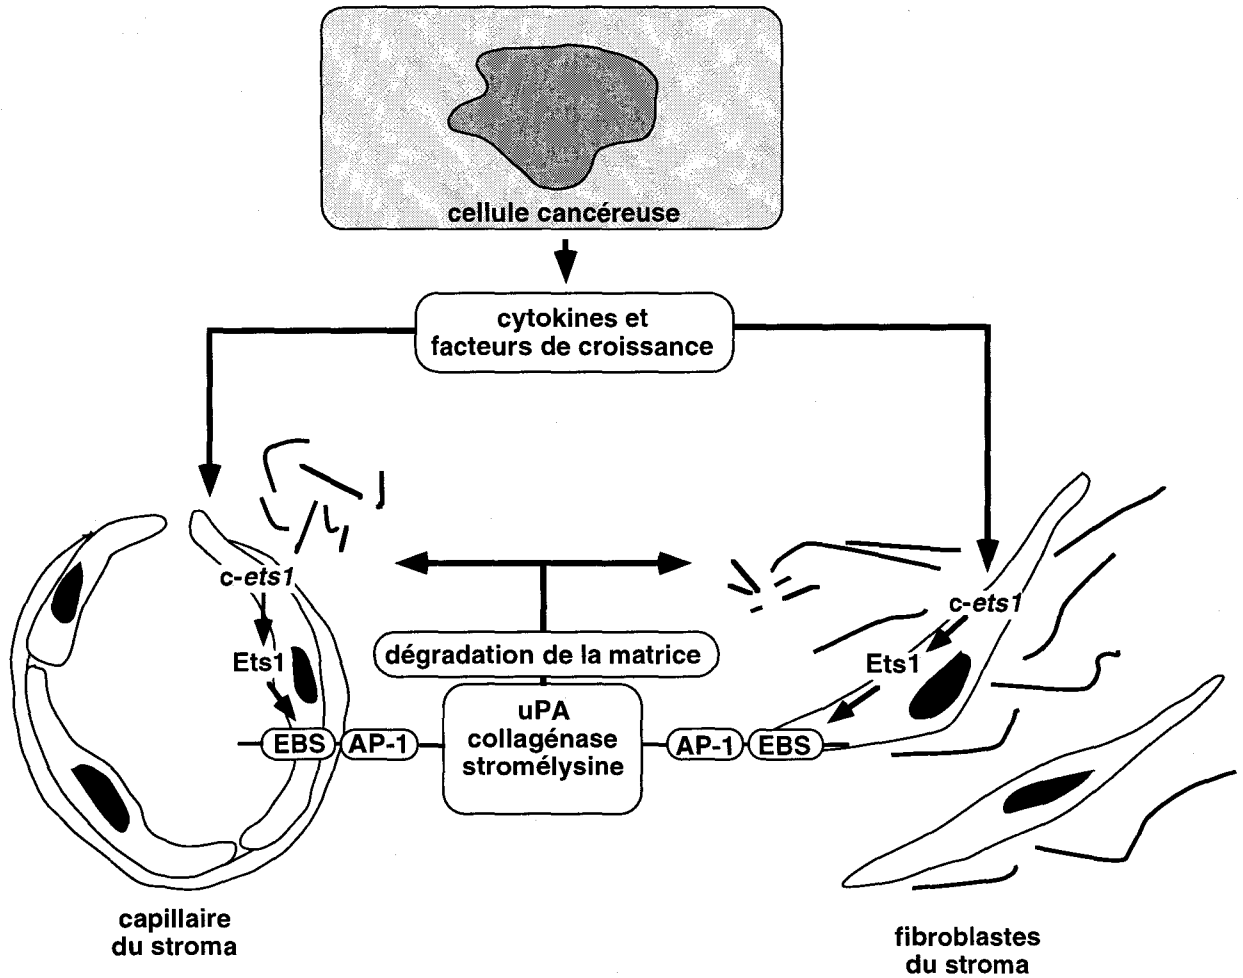 cellule cancéreuse
cytokines et
facteurs de croissance
c-ets1
Ets1
EBS
AP-1
dégradation de la matrice
uPA
collagénase
stromélysine
c-ets1
Ets1
AP-1
EBS
capillaire
du stroma
fibroblastes
du stroma